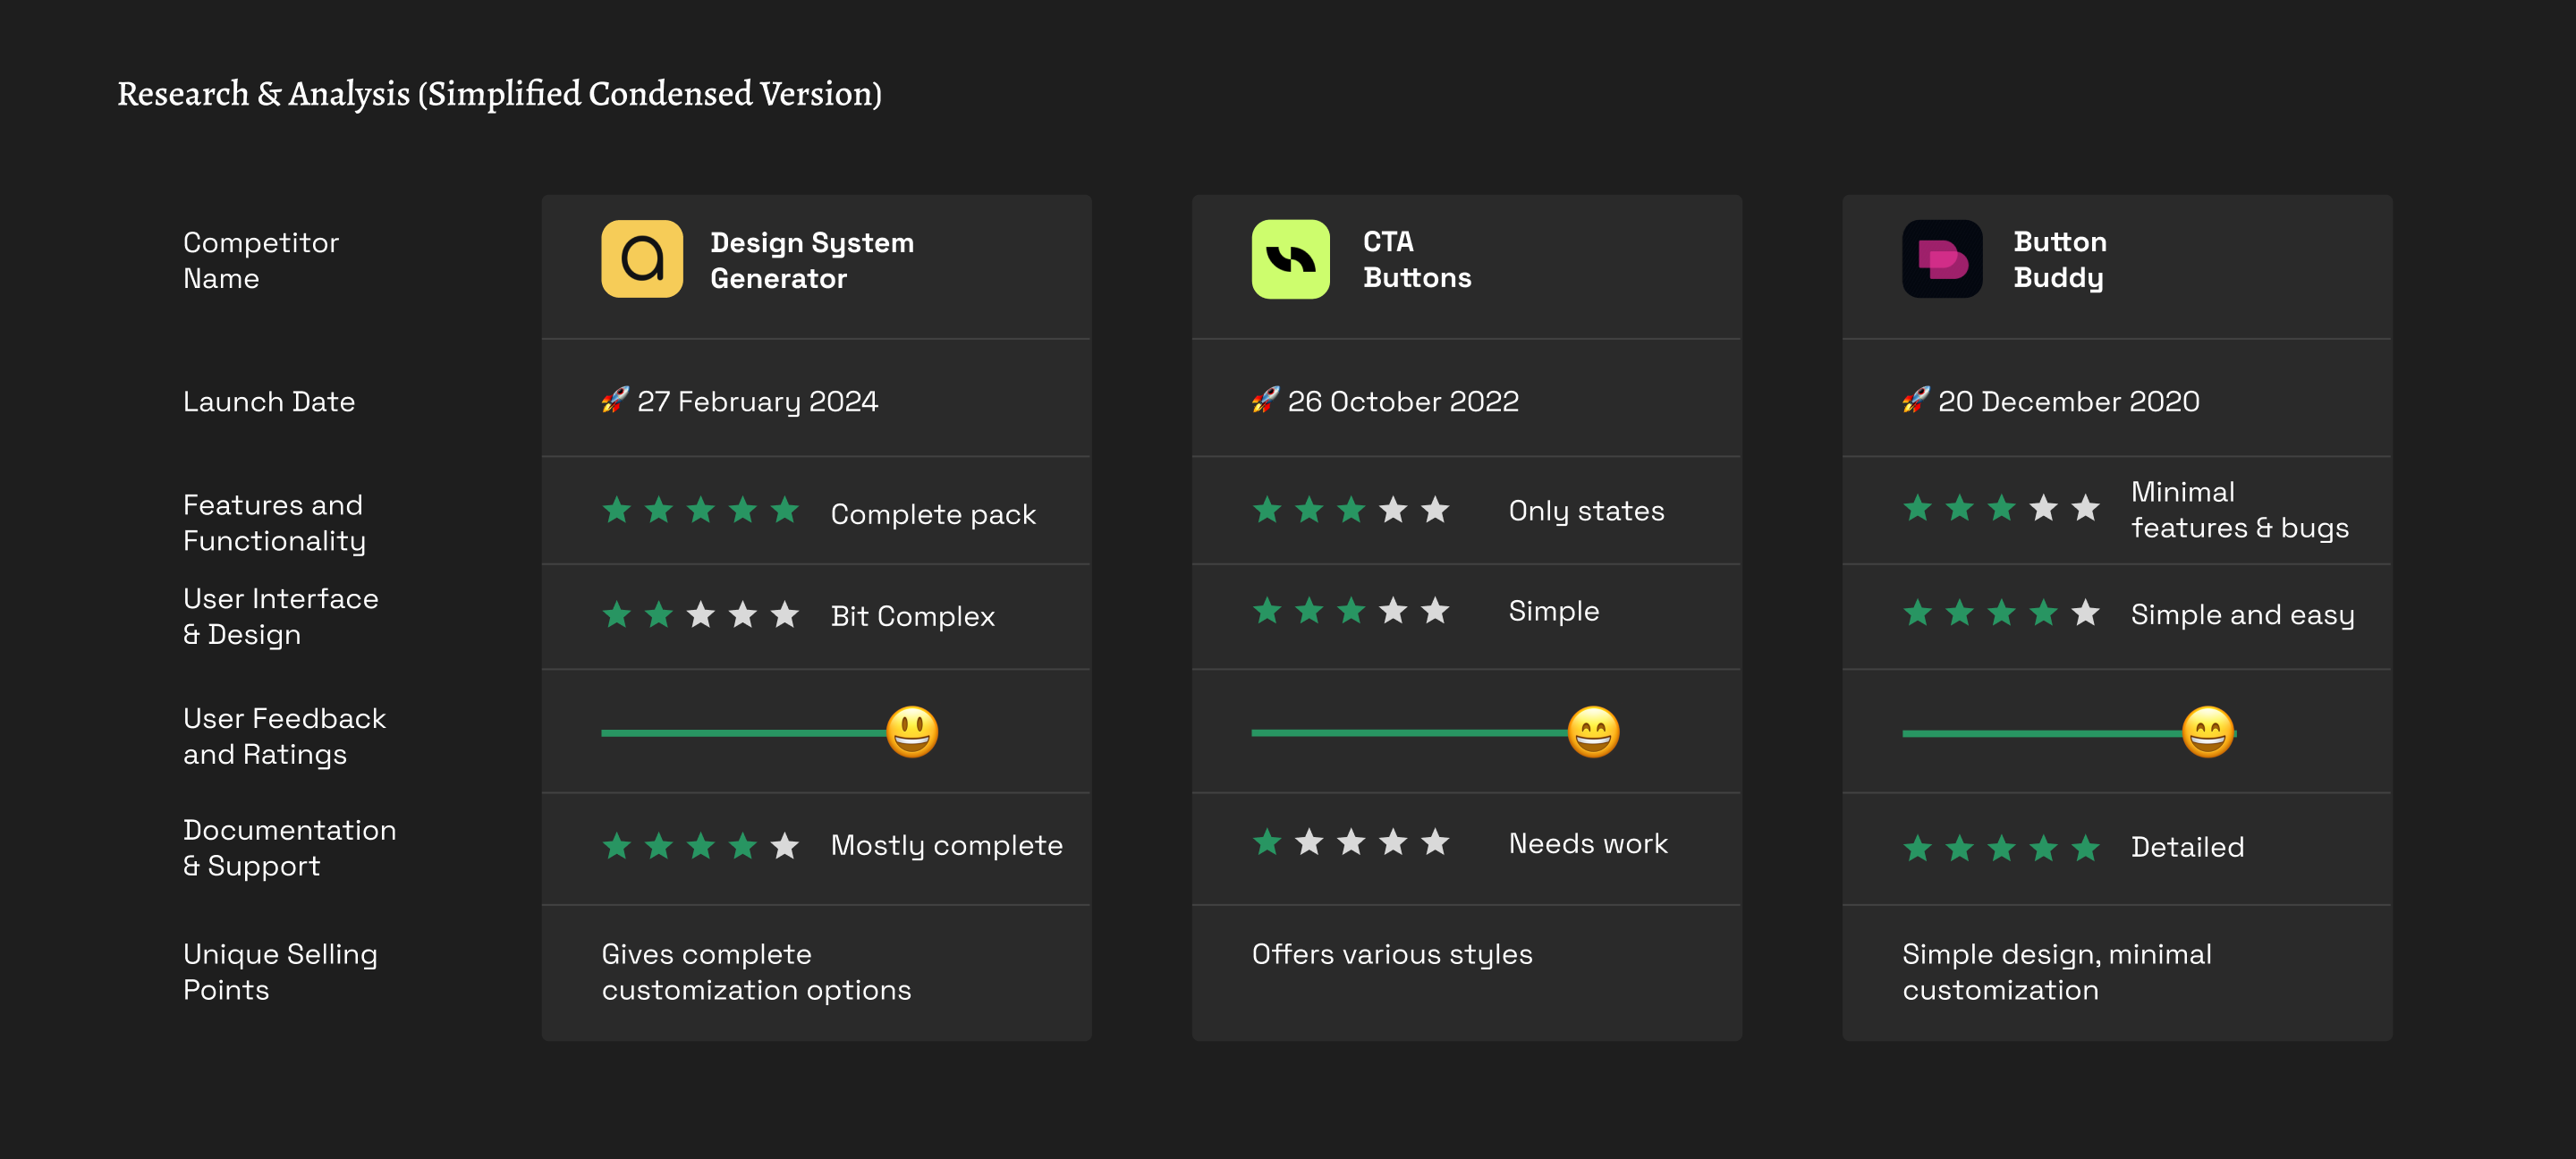 Research & Analysis (Simplified Condensed Version)
Competitor
Name
Design System
Generator
CTA
Buttons
Button
Buddy
Launch Date
🚀 27 February 2024
🚀 26 October 2022
🚀 20 December 2020
Features and
Functionality
Complete pack
Only states
Minimal
features & bugs
User Interface
& Design
Bit Complex
Simple
Simple and easy
User Feedback
and Ratings
Documentation
& Support
Mostly complete
Needs work
Detailed
Unique Selling
Points
Gives complete
customization options
Offers various styles
Simple design, minimal
customization